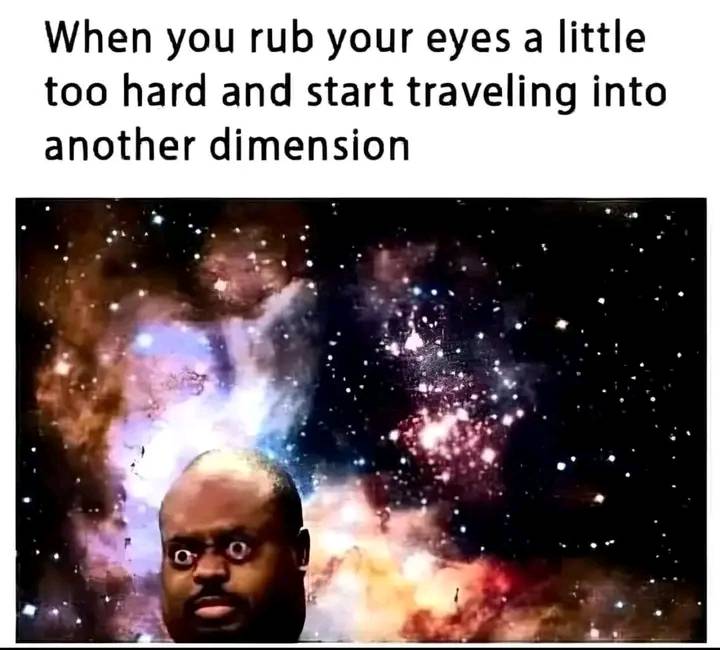 When you rub your eyes a little
too hard and start traveling into
another dimension